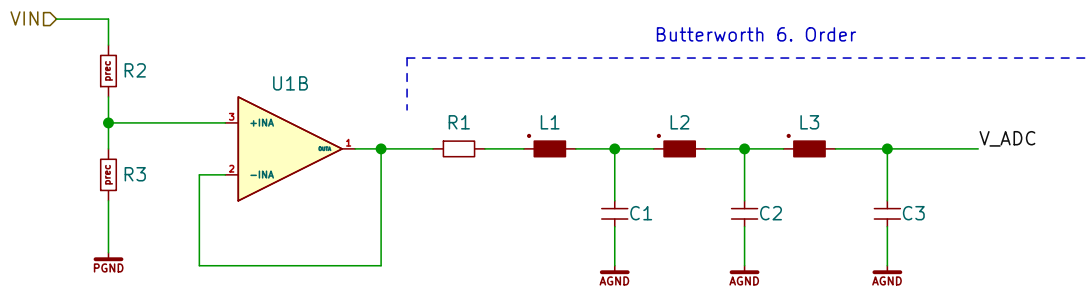 VIN
Butterworth 6. Order
prec
R2
U1B
3
+INA
1
OUTA
2
-INA
prec
R3
R1
L1
L2
L3
V_ADC
C1
C2
C3
PGND
AGND
AGND
AGND